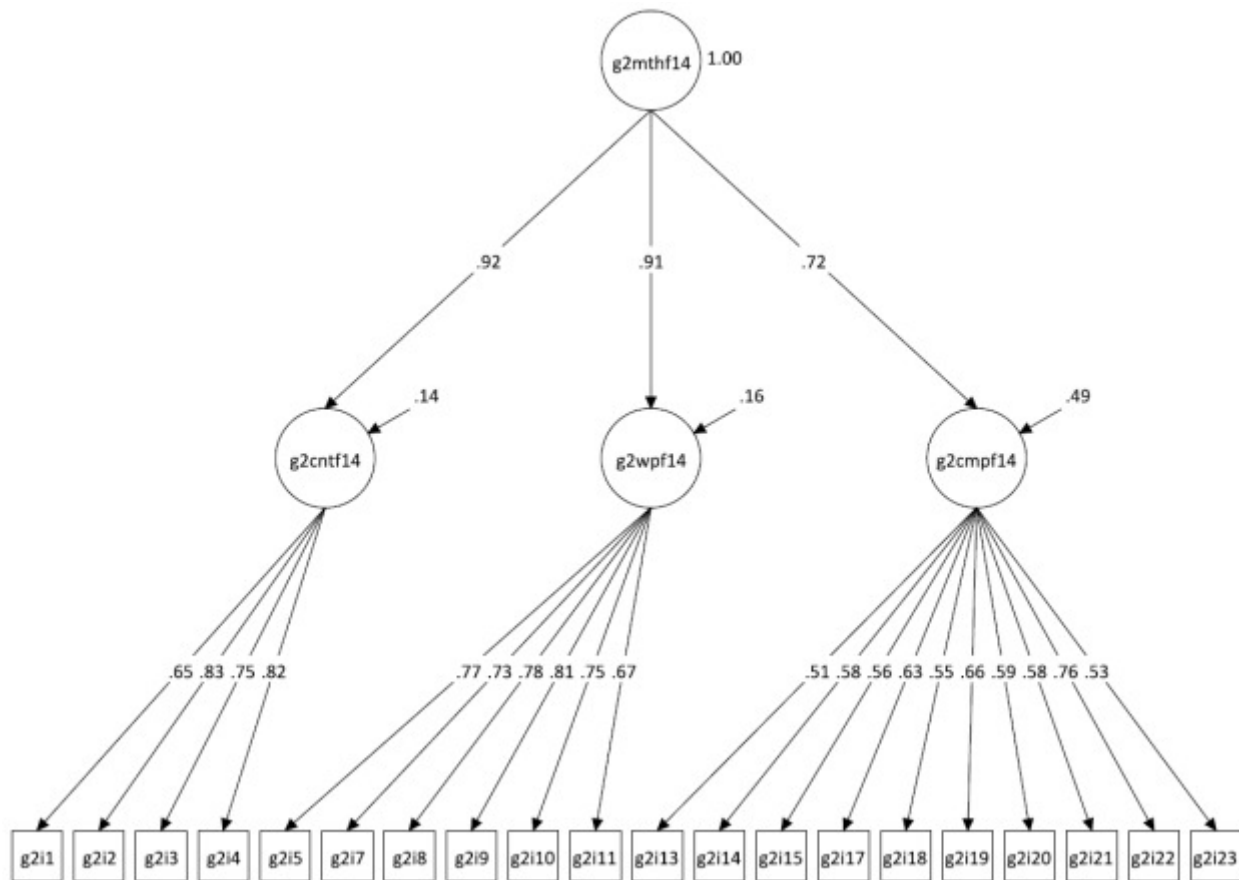 g2mthf14 1.00
.92 .91 .72
.14 .16 .49
g2cntf14 g2wpf14 g2cmpf14
.65 .83 .75 .82 .77 .73 .78 .81 .75 .67 .51 .58 .56 .63 .55 .66 .59 .58 .76 .53
g2i1 g2i2 g2i3 g2i4 g2i5 g2i7 g2i8 g2i9 g2i10 g2i11 g2i13 g2i14 g2i15 g2i17 g2i18 g2i19 g2i20 g2i21 g2i22 g2i23